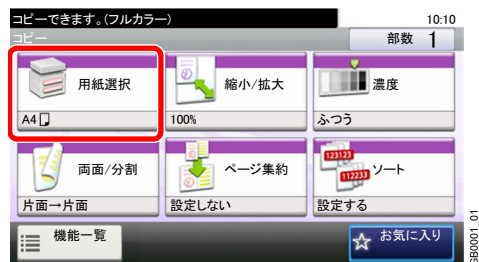 コピーできます。(フルカラー)
10:10
コピー
部数 1
用紙選択
A4
縮小/拡大
100%
濃度
ふつう
両面/分割
片面→片面
ページ集約
設定しない
123123
112233
ソート
設定する
機能一覧
お気に入り
GB0001_01